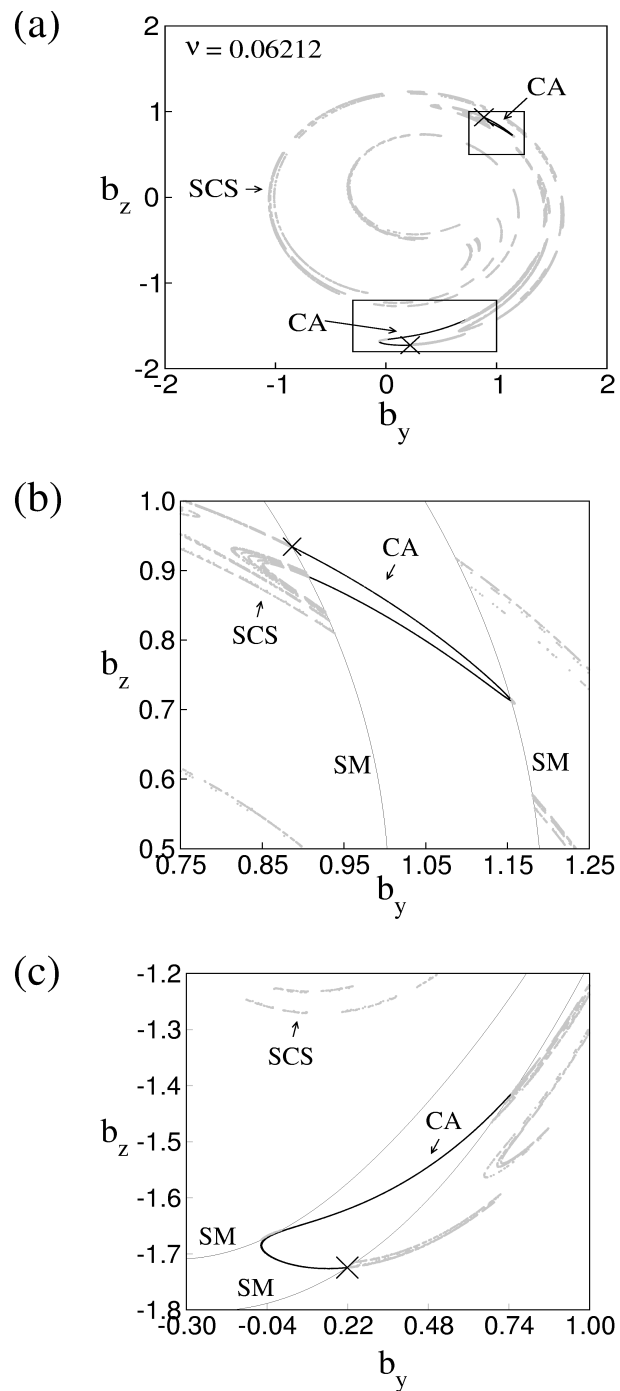 (a)
ν = 0.06212
2
1
0
-1
-2
b_z
CA
SCS
CA
-1 0 1 2
b_y
(b)
1.0
0.9
0.8
0.7
0.6
0.5
b_z
CA
SCS
SM
SM
0.75 0.85 0.95 1.05 1.15 1.25
b_y
(c)
-1.2
-1.3
-1.4
-1.5
-1.6
-1.7
-1.8
b_z
SCS
CA
SM
SM
-0.30 -0.04 0.22 0.48 0.74 1.00
b_y